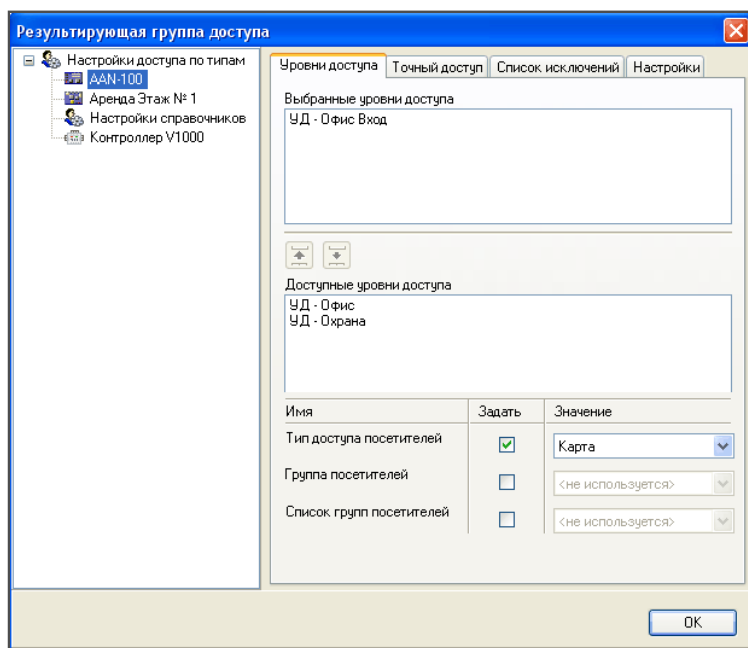 Результирующая группа доступа
Настройки доступа по типам
AAN-100
Аренда Этаж № 1
Настройки справочников
Контроллер V1000
Уровни доступа Точный доступ Список исключений Настройки
Выбранные уровни доступа
УД - Офис Вход
Доступные уровни доступа
УД - Офис
УД - Охрана
Имя Задать Значение
Тип доступа посетителей Карта
Группа посетителей <не используется>
Список групп посетителей <не используется>
OK